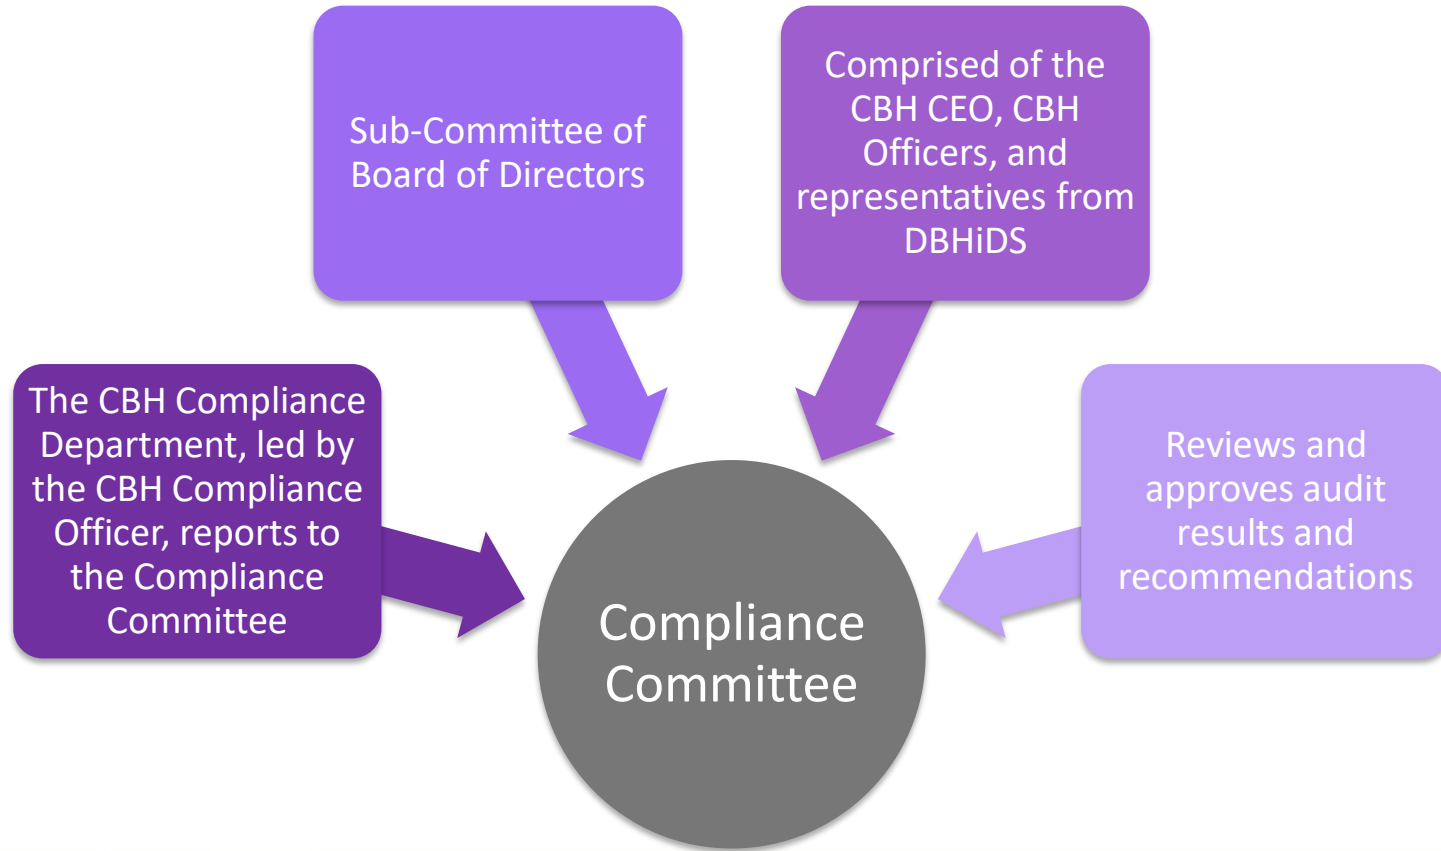 Sub-Committee of
Board of Directors
Comprised of the
CBH CEO, CBH
Officers, and
representatives from
DBHiDS
The CBH Compliance
Department, led by
the CBH Compliance
Officer, reports to
the Compliance
Committee
Reviews and
approves audit
results and
recommendations
Compliance
Committee